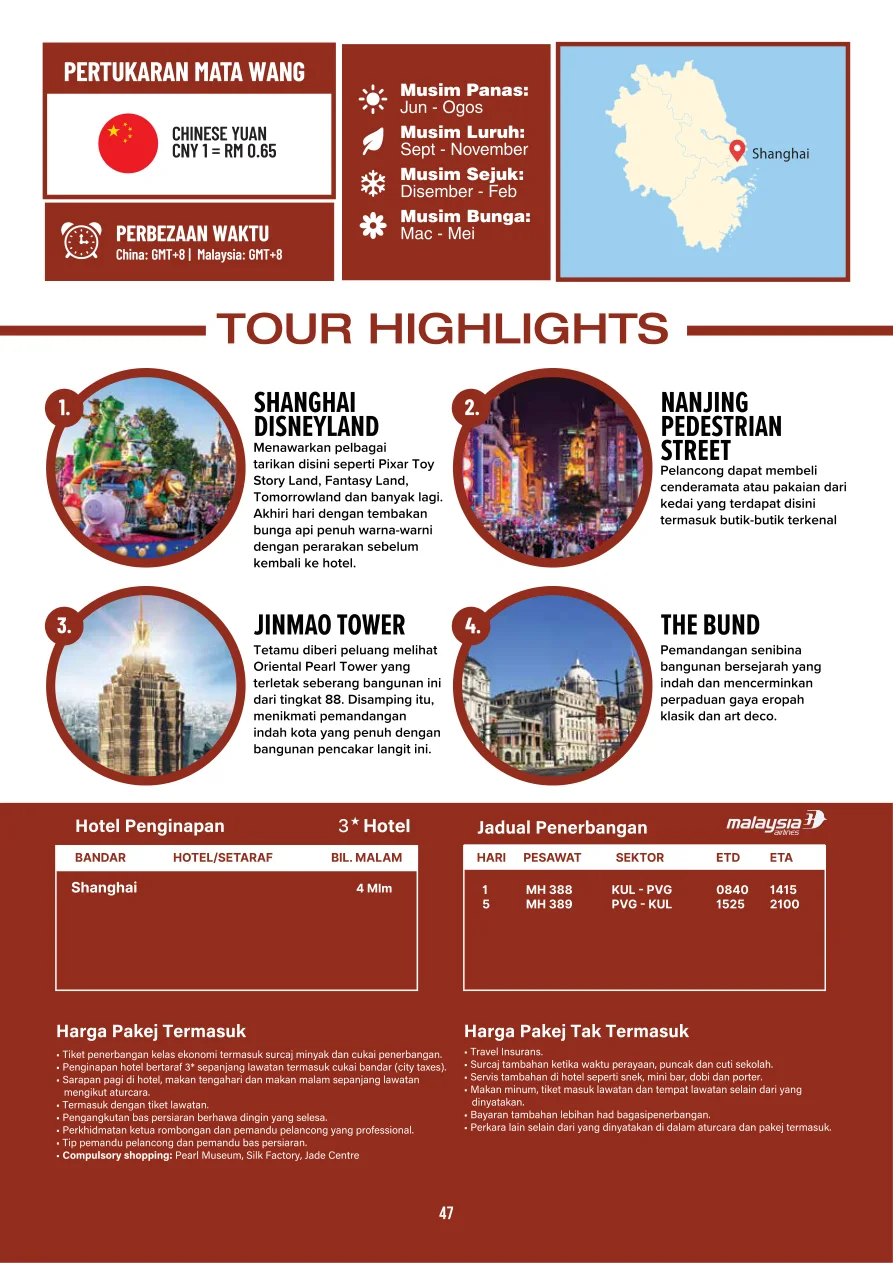 PERTUKARAN MATA WANG
CHINESE YUAN
CNY 1 = RM 0.65
PERBEZAAN WAKTU
China: GMT+8 | Malaysia: GMT+8
Musim Panas:
Jun - Ogos
Musim Luruh:
Sept - November
Musim Sejuk:
Disember - Feb
Musim Bunga:
Mac - Mei
Shanghai
TOUR HIGHLIGHTS
1.
SHANGHAI
DISNEYLAND
Menawarkan pelbagai
tarikan disini seperti Pixar Toy
Story Land, Fantasy Land,
Tomorrowland dan banyak lagi.
Akhiri hari dengan tembakan
bunga api penuh warna-warni
dengan perarakan sebelum
kembali ke hotel.
2.
NANJING
PEDESTRIAN
STREET
Pelancong dapat membeli
cenderamata atau pakaian dari
kedai yang terdapat disini
termasuk butik-butik terkenal
3.
JINMAO TOWER
Tetamu diberi peluang melihat
Oriental Pearl Tower yang
terletak seberang bangunan ini
dari tingkat 88. Disamping itu,
menikmati pemandangan
indah kota yang penuh dengan
bangunan pencakar langit ini.
4.
THE BUND
Pemandangan senibina
bangunan bersejarah yang
indah dan mencerminkan
perpaduan gaya eropah
klasik dan art deco.
Hotel Penginapan 3★ Hotel
BANDAR HOTEL/SETARAF BIL. MALAM
Shanghai 4 Mlm
Jadual Penerbangan
malaysia airlines
HARI PESAWAT SEKTOR ETD ETA
1 MH 388 KUL - PVG 0840 1415
5 MH 389 PVG - KUL 1525 2100
Harga Pakej Termasuk
• Tiket penerbangan kelas ekonomi termasuk surcaj minyak dan cukai penerbangan.
• Penginapan hotel bertaraf 3* sepanjang lawatan termasuk cukai bandar (city taxes).
• Sarapan pagi di hotel, makan tengahari dan makan malam sepanjang lawatan
mengikut aturcara.
• Termasuk dengan tiket lawatan.
• Pengangkutan bas persiaran berhawa dingin yang selesa.
• Perkhidmatan ketua rombongan dan pemandu pelancong yang professional.
• Tip pemandu pelancong dan pemandu bas persiaran.
• Compulsory shopping: Pearl Museum, Silk Factory, Jade Centre
Harga Pakej Tak Termasuk
• Travel Insurans.
• Surcaj tambahan ketika waktu perayaan, puncak dan cuti sekolah.
• Servis tambahan di hotel seperti snek, mini bar, dobi dan porter.
• Makan minum, tiket masuk lawatan dan tempat lawatan selain dari yang
dinyatakan.
• Bayaran tambahan lebihan had bagasipenerbangan.
• Perkara lain selain dari yang dinyatakan di dalam aturcara dan pakej termasuk.
47